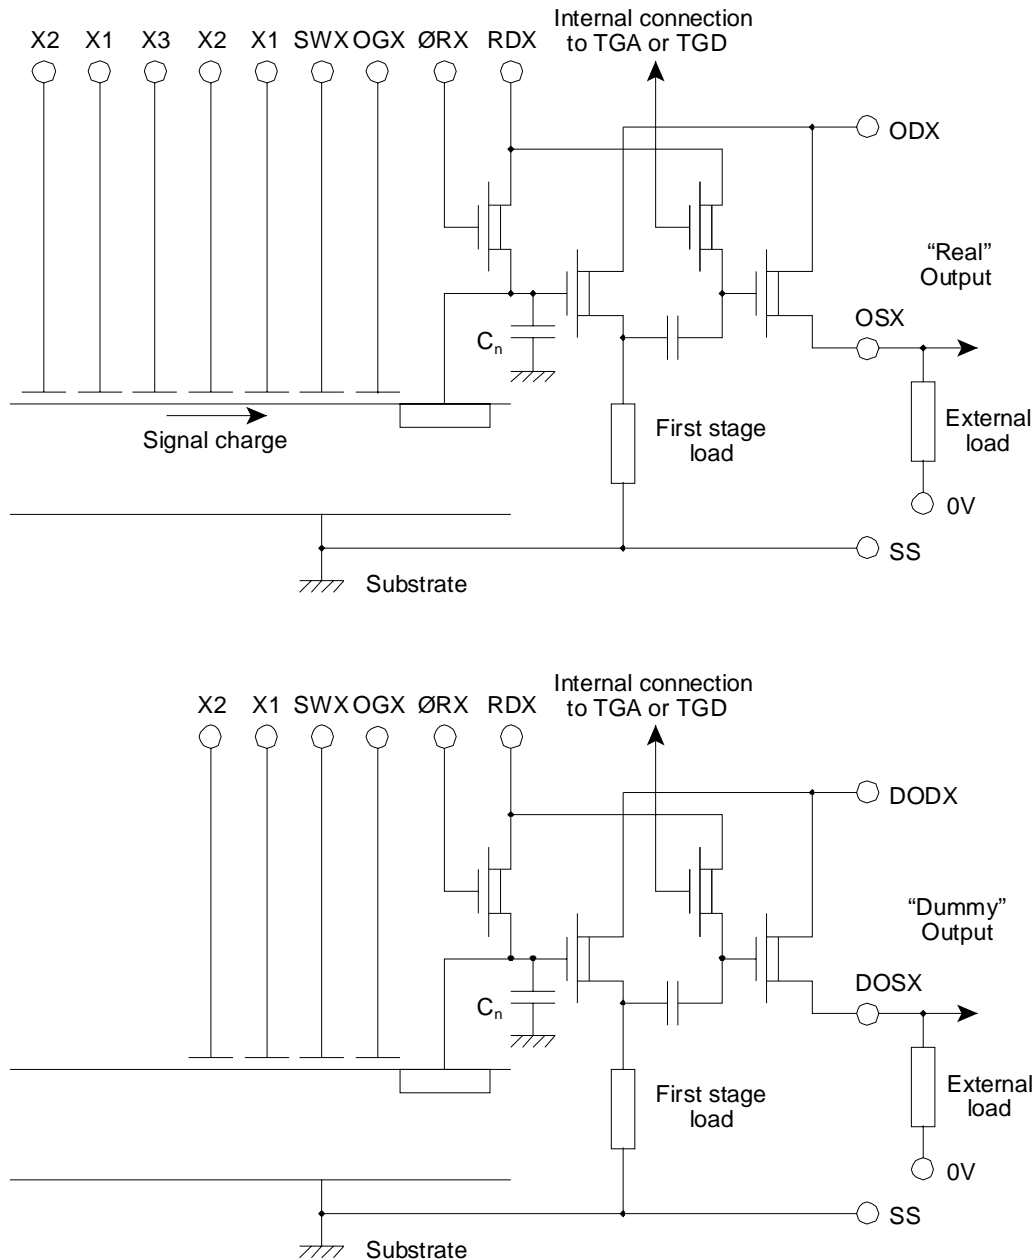 Internal connection
to TGA or TGD
X2 X1 X3 X2 X1 SWX OGX ØRX RDX
ODX
"Real"
Output
OSX
Cn
Signal charge
First stage
load
External
load
0V
SS
Substrate
Internal connection
to TGA or TGD
X2 X1 SWX OGX ØRX RDX
DODX
"Dummy"
Output
DOSX
Cn
First stage
load
External
load
0V
SS
Substrate